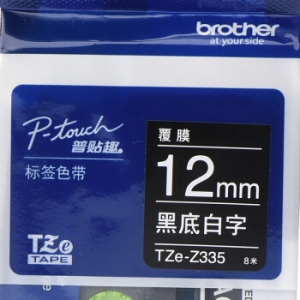 brother
at your side
P-touch
普贴趣
标签色带
TZe
TAPE
覆膜
12mm
黑底白字
TZe-Z335 8米